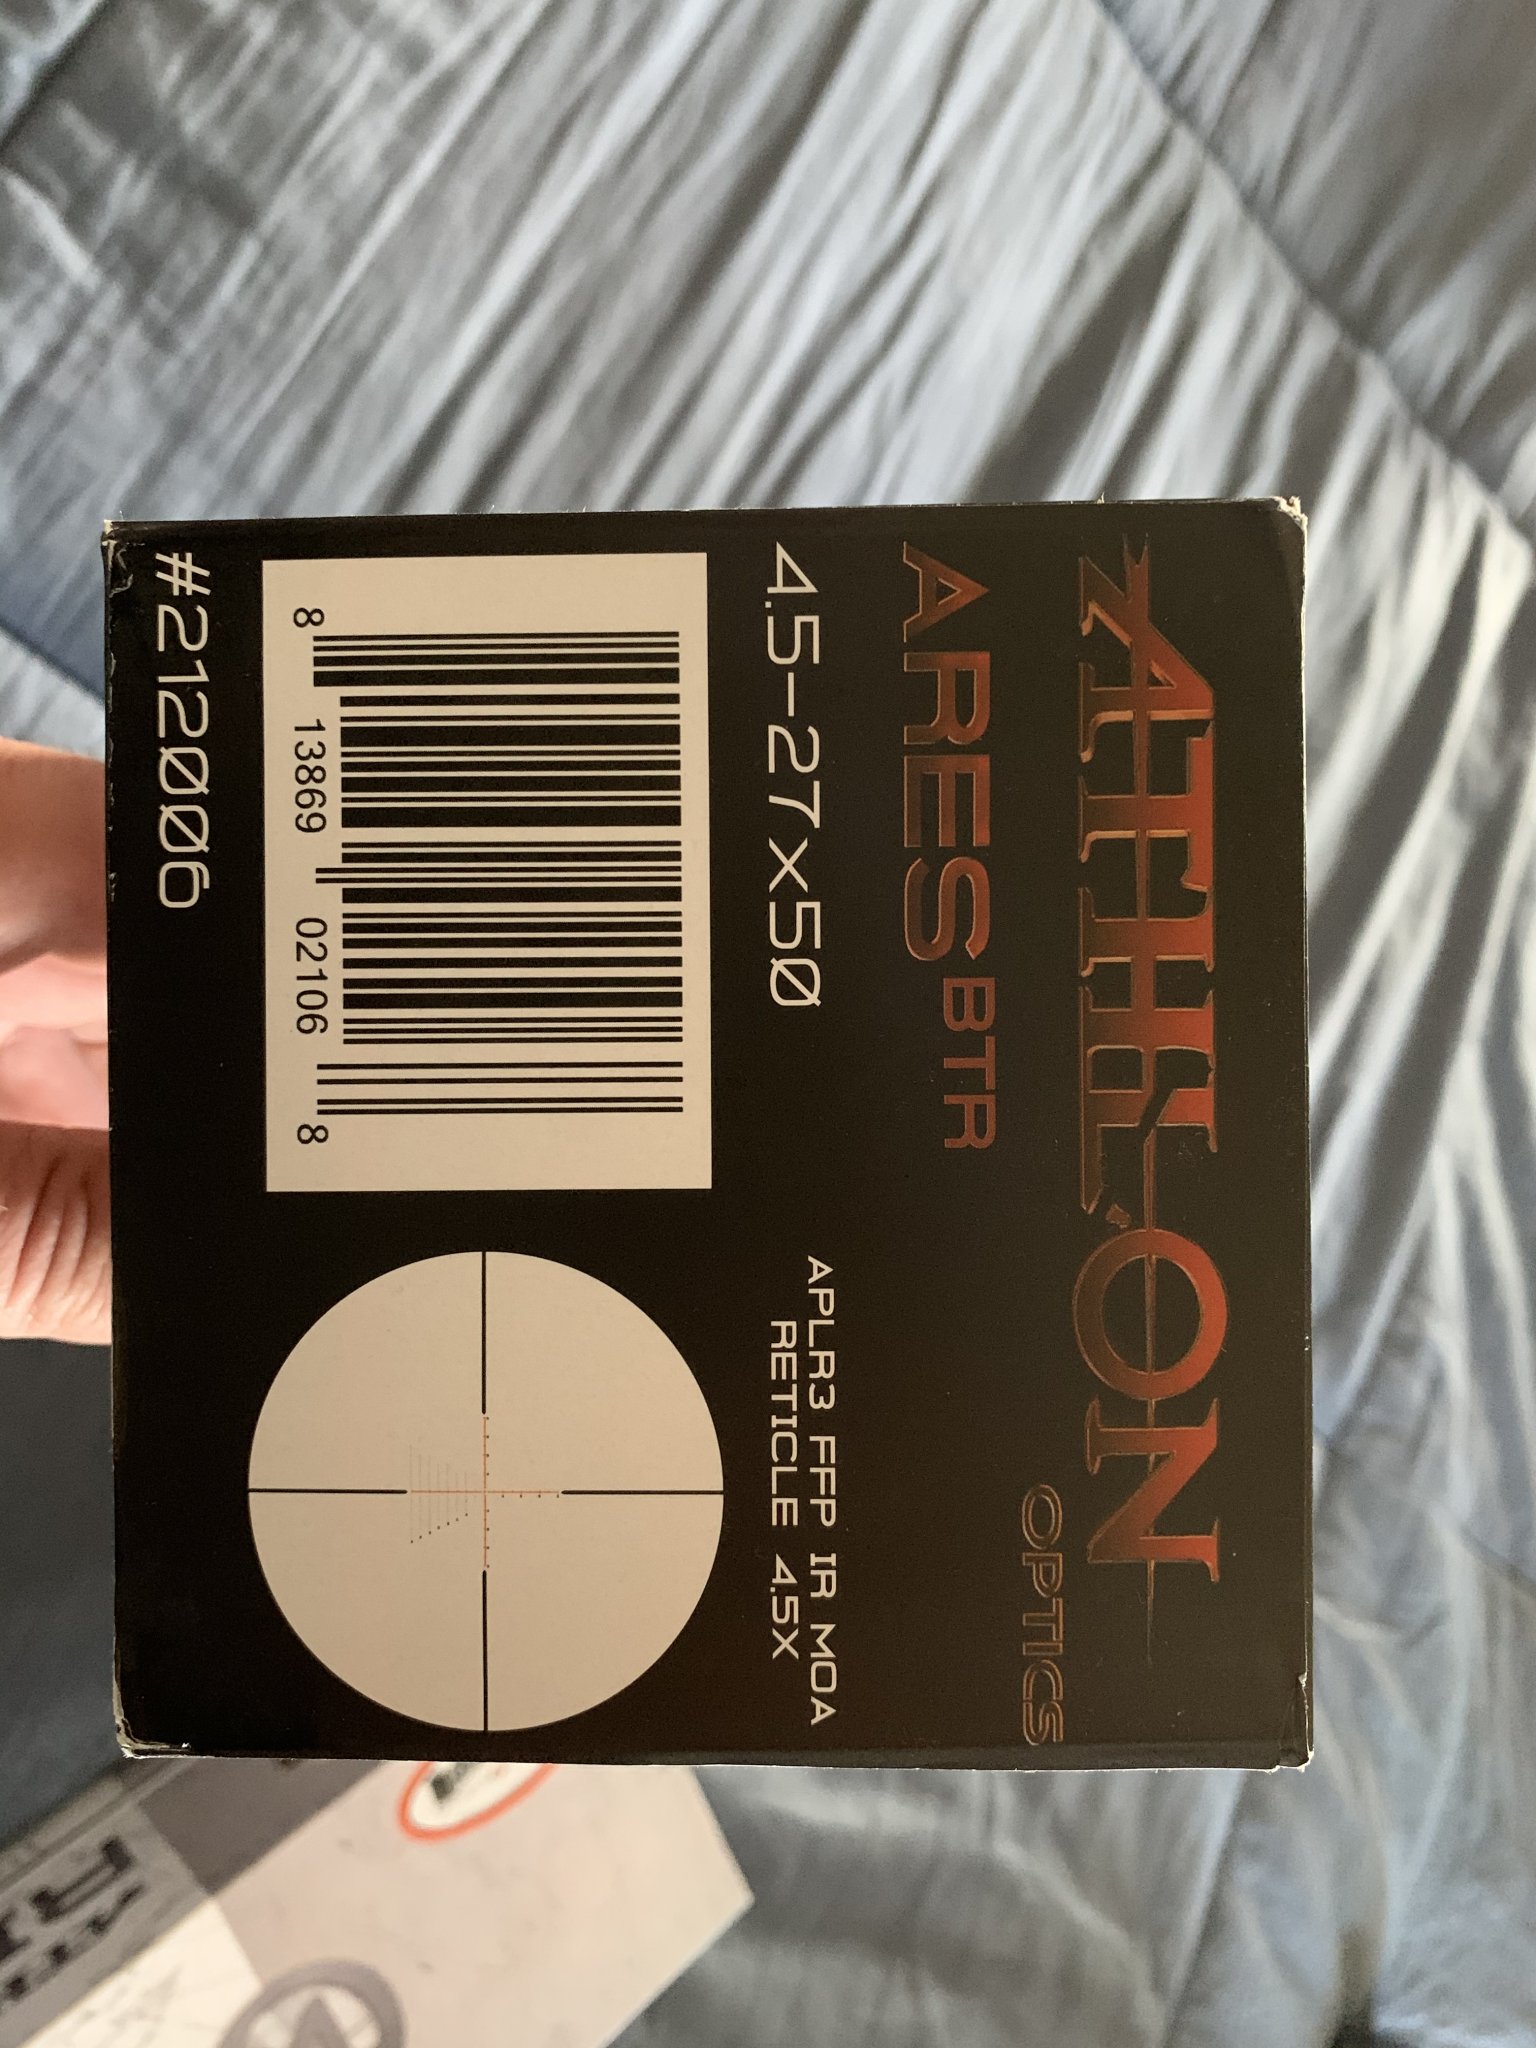 ATHLON
OPTICS
ARES BTR
4.5-27x50
APLR3 FFP IR MOA
RETICLE 4.5X
8 13869 02106 8
#212006